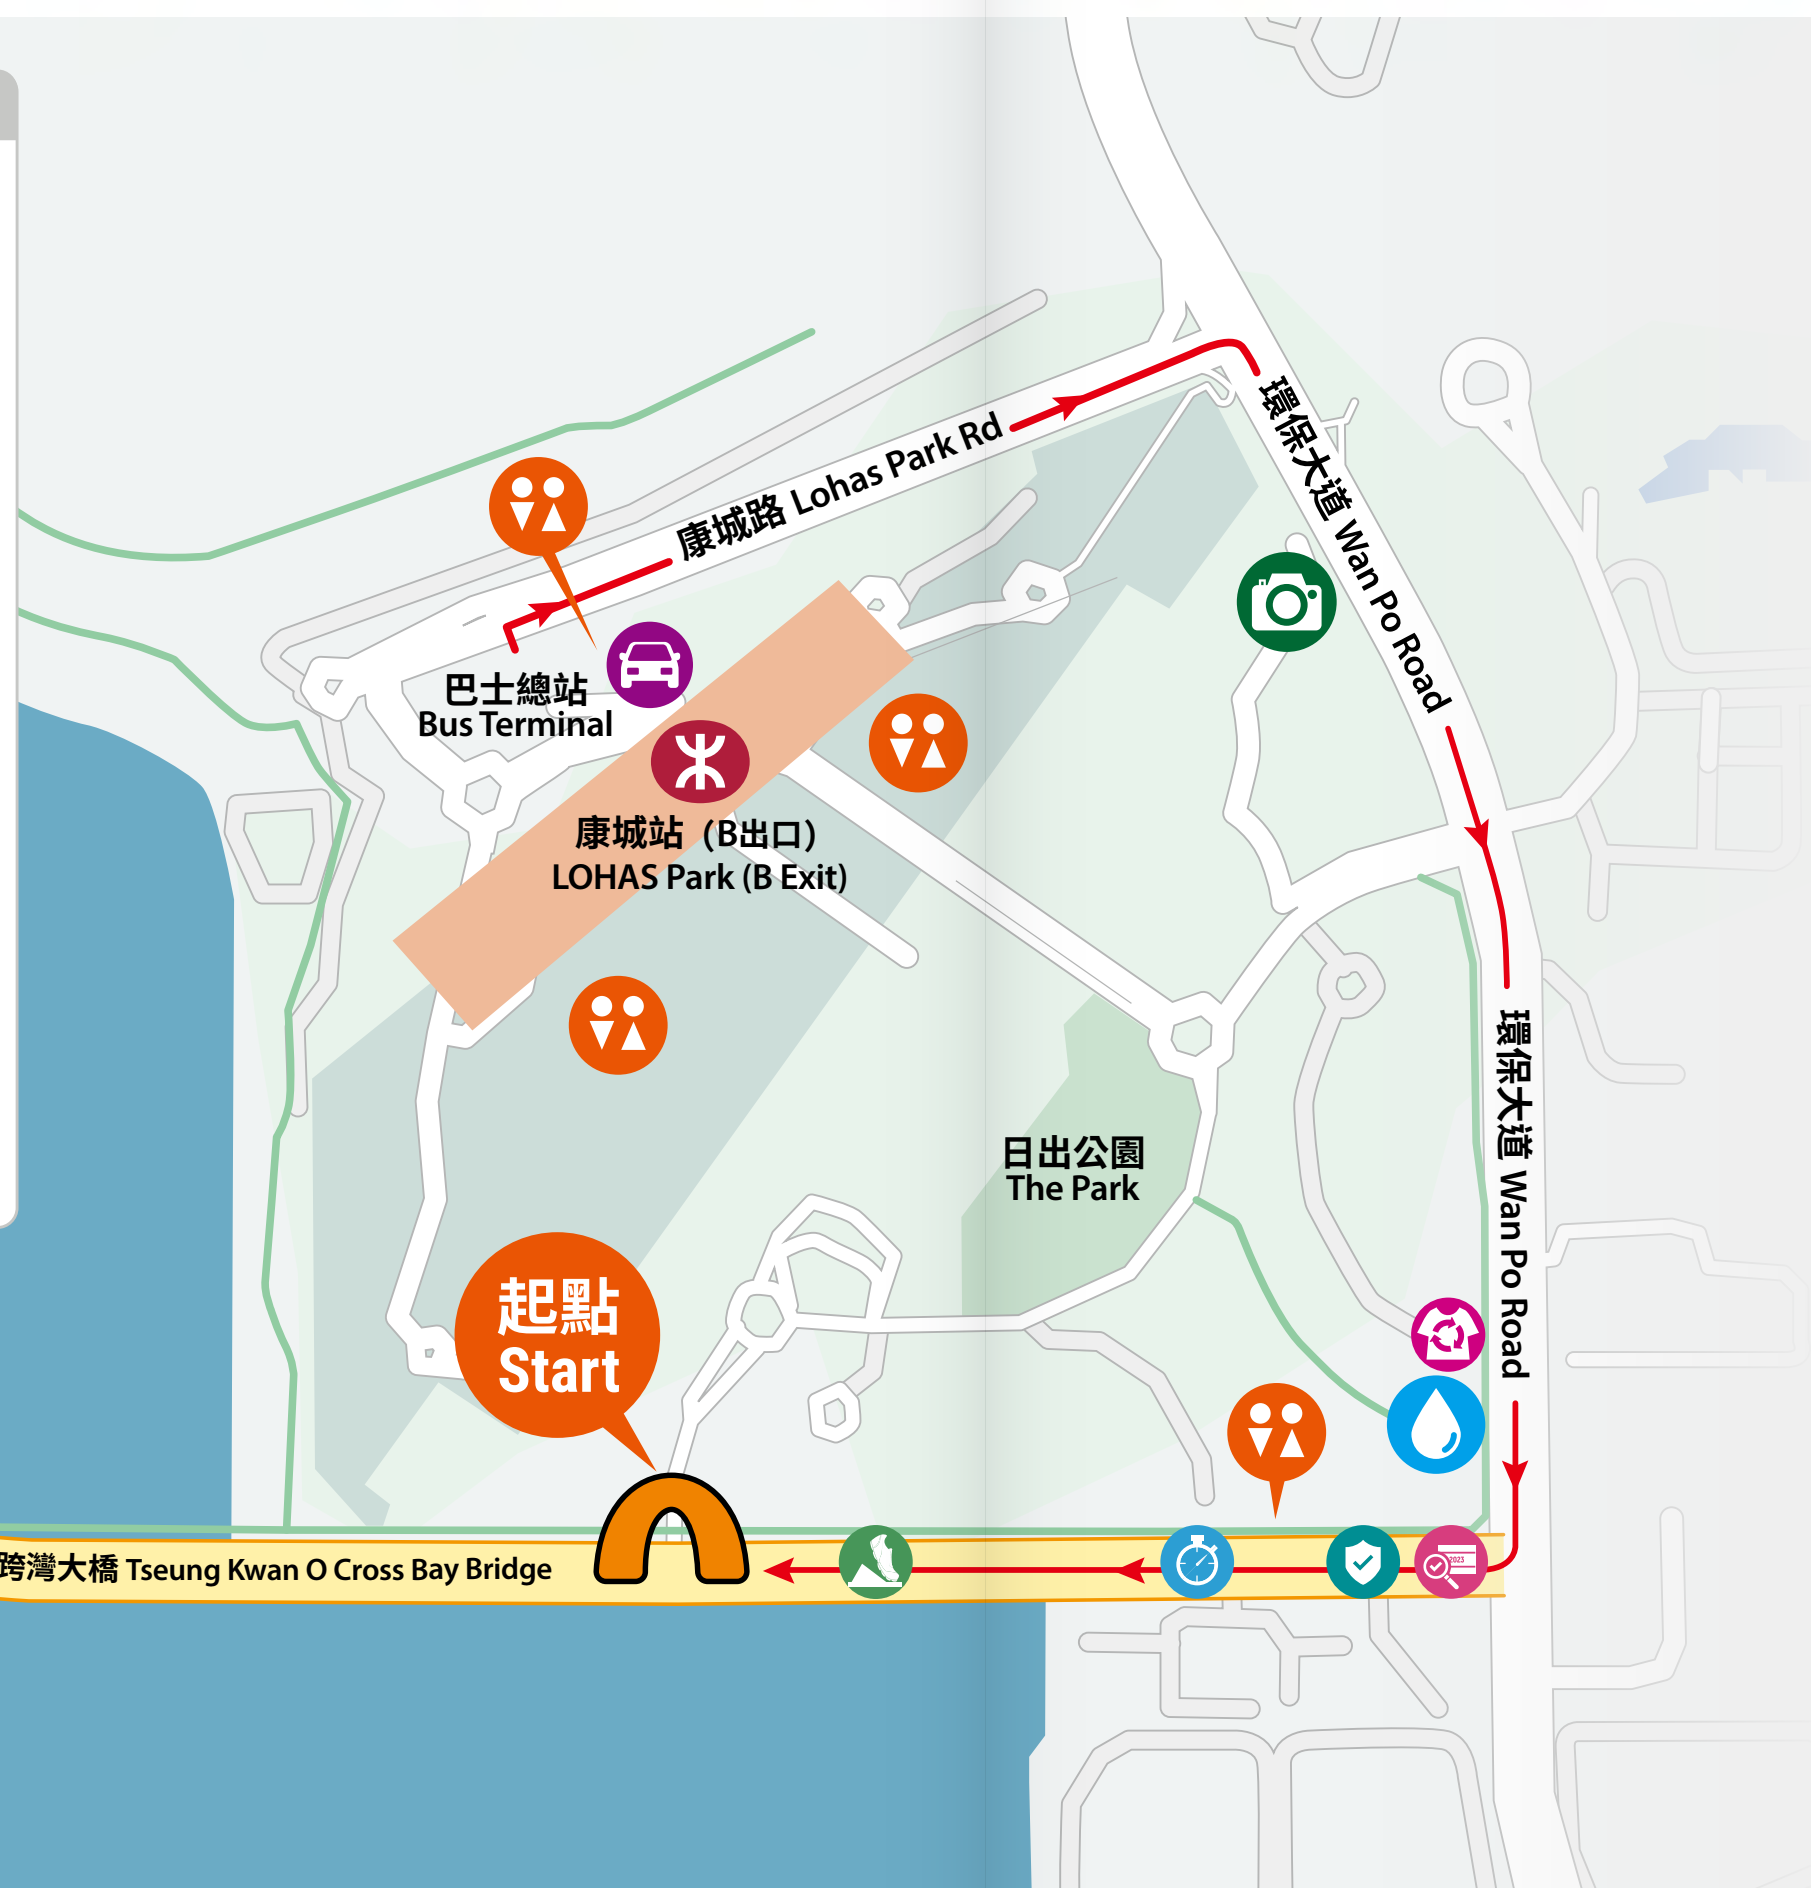 康城路 Lohas Park Rd
環保大道 Wan Po Road
巴士總站
Bus Terminal
康城站 (B出口)
LOHAS Park (B Exit)
環保大道 Wan Po Road
日出公園
The Park
起點
Start
跨灣大橋 Tseung Kwan O Cross Bay Bridge
2023